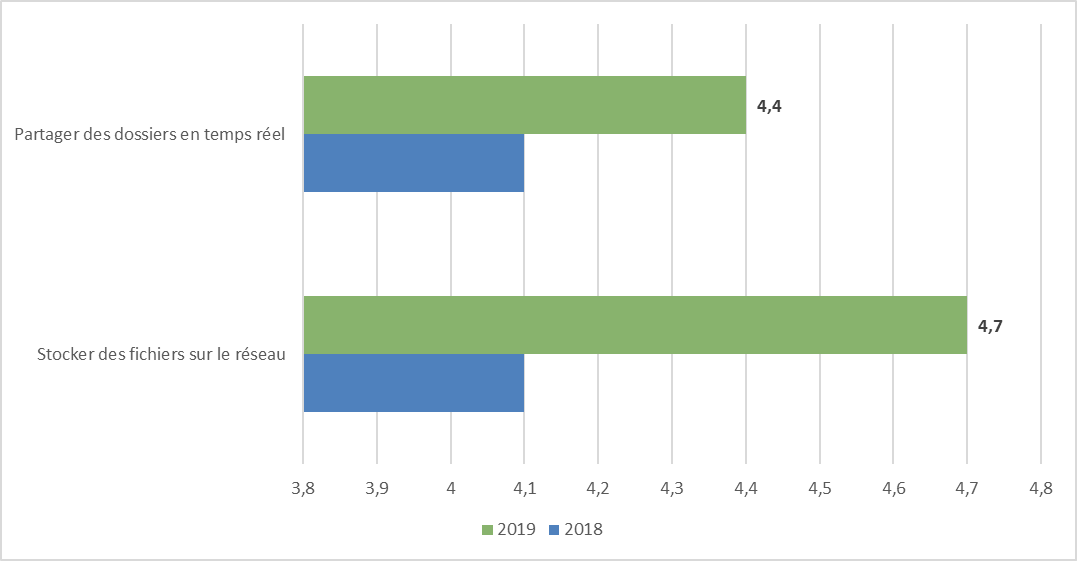 Partager des dossiers en temps réel
4,4
Stocker des fichiers sur le réseau
4,7
3,8 3,9 4 4,1 4,2 4,3 4,4 4,5 4,6 4,7 4,8
2019 2018